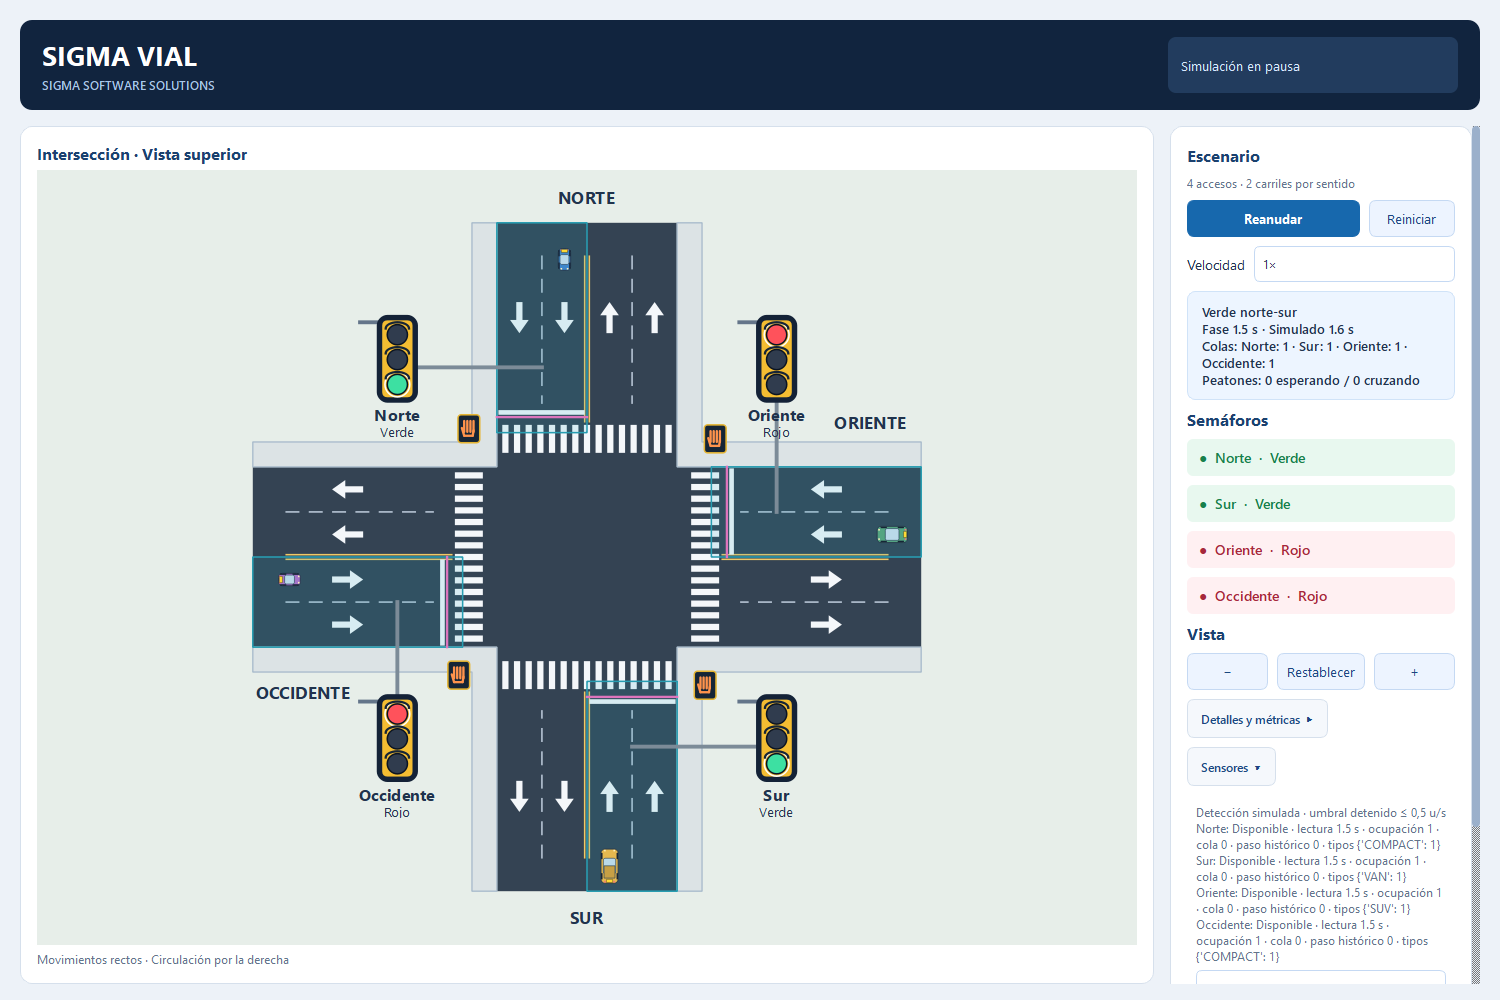 SIGMA VIAL
SIGMA SOFTWARE SOLUTIONS
Simulación en pausa
Intersección · Vista superior
NORTE
Norte
Verde
Oriente
Rojo
ORIENTE
OCCIDENTE
Occidente
Rojo
Sur
Verde
SUR
Movimientos rectos · Circulación por la derecha
Escenario
4 accesos · 2 carriles por sentido
Reanudar
Reiniciar
Velocidad
1×
Verde norte-sur
Fase 1.5 s · Simulado 1.6 s
Colas: Norte: 1 · Sur: 1 · Oriente: 1 ·
Occidente: 1
Peatones: 0 esperando / 0 cruzando
Semáforos
● Norte · Verde
● Sur · Verde
● Oriente · Rojo
● Occidente · Rojo
Vista
−
Restablecer
+
Detalles y métricas ▸
Sensores ▾
Detección simulada · umbral detenido ≤ 0,5 u/s
Norte: Disponible · lectura 1.5 s · ocupación 1 ·
cola 0 · paso histórico 0 · tipos {'COMPACT': 1}
Sur: Disponible · lectura 1.5 s · ocupación 1 ·
cola 0 · paso histórico 0 · tipos {'VAN': 1}
Oriente: Disponible · lectura 1.5 s · ocupación 1
· cola 0 · paso histórico 0 · tipos {'SUV': 1}
Occidente: Disponible · lectura 1.5 s ·
ocupación 1 · cola 0 · paso histórico 0 · tipos
{'COMPACT': 1}